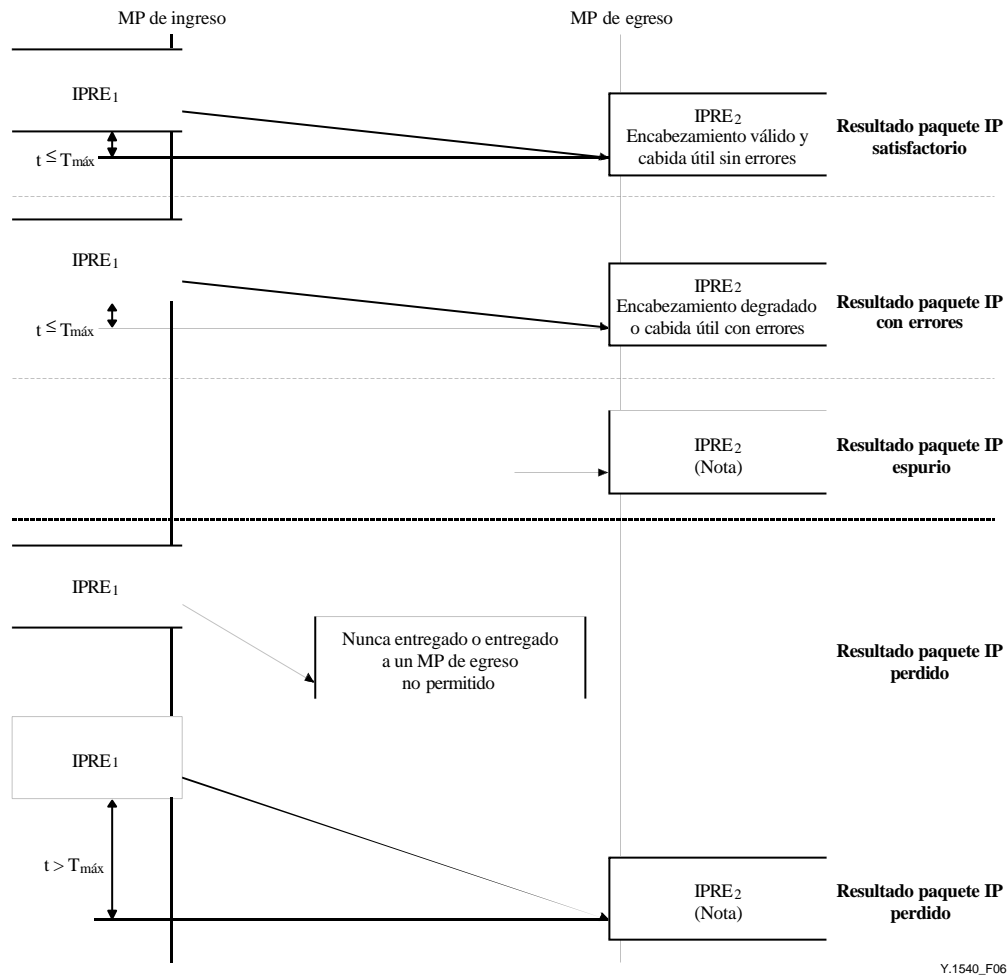 MP de ingreso
MP de egreso
IPRE1
t ≤ Tmáx
IPRE2
Encabezamiento válido y
cabida útil sin errores
Resultado paquete IP
satisfactorio
IPRE1
t ≤ Tmáx
IPRE2
Encabezamiento degradado
o cabida útil con errores
Resultado paquete IP
con errores
IPRE2
(Nota)
Resultado paquete IP
espurio
IPRE1
Nunca entregado o entregado
a un MP de egreso
no permitido
Resultado paquete IP
perdido
IPRE1
t > Tmáx
IPRE2
(Nota)
Resultado paquete IP
perdido
Y.1540_F06